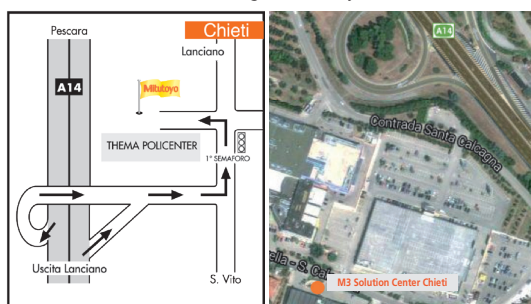 Pescara
Chieti
Lanciano
A14
Mitutoyo
THEMA POLICENTER
1° SEMAFORO
Uscita Lanciano
S. Vito
A14
Contrada Santa Calcagna
M3 Solution Center Chieti